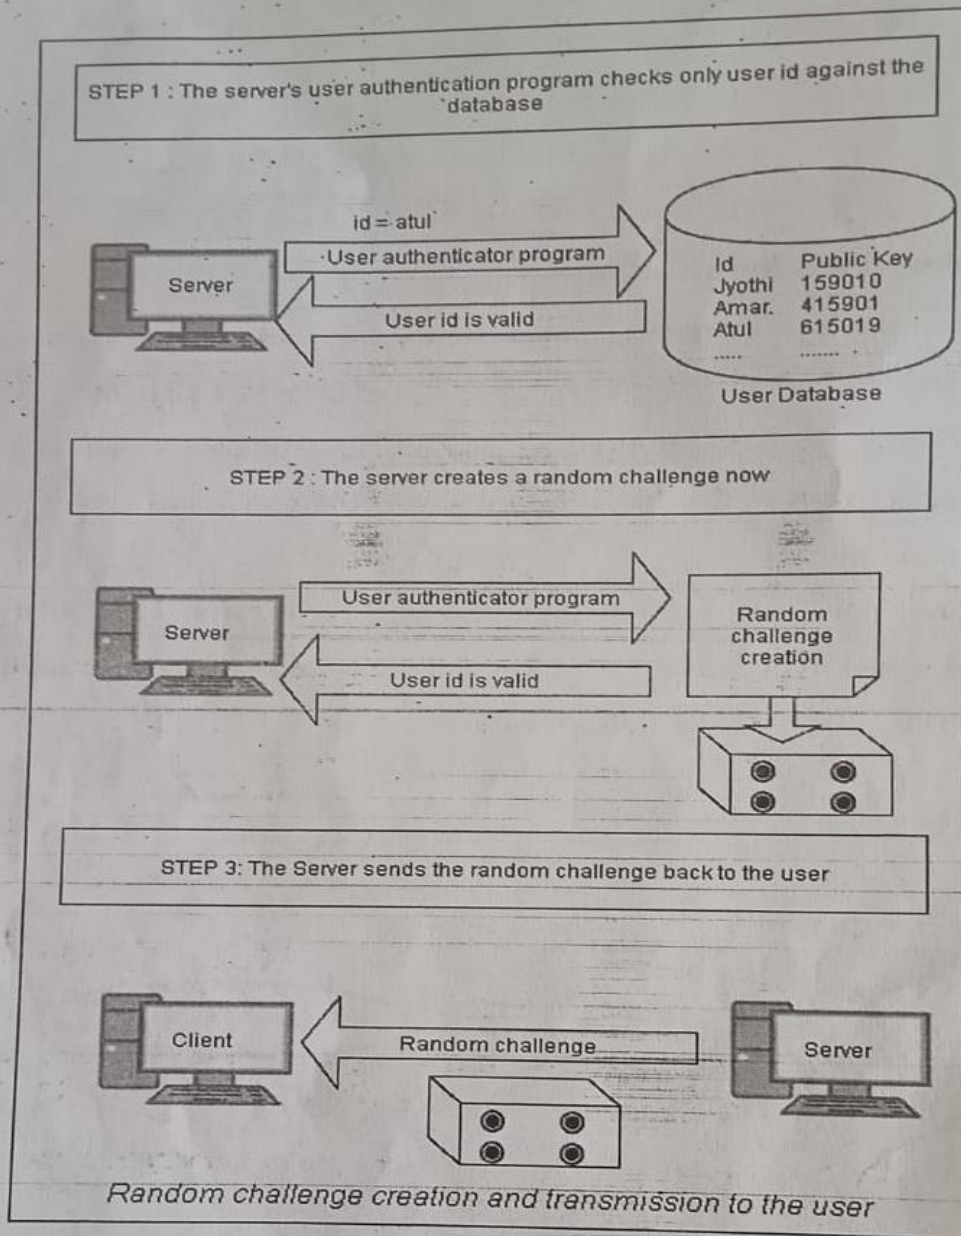 STEP 1 : The server's user authentication program checks only user id against the
database
id = atul
User authenticator program
Server
User id is valid
Id Public Key
Jyothi 159010
Amar. 415901
Atul 615019
..... .......
User Database
STEP 2 : The server creates a random challenge now
User authenticator program
Server
User id is valid
Random
challenge
creation
STEP 3: The Server sends the random challenge back to the user
Client
Random challenge
Server
Random challenge creation and transmission to the user